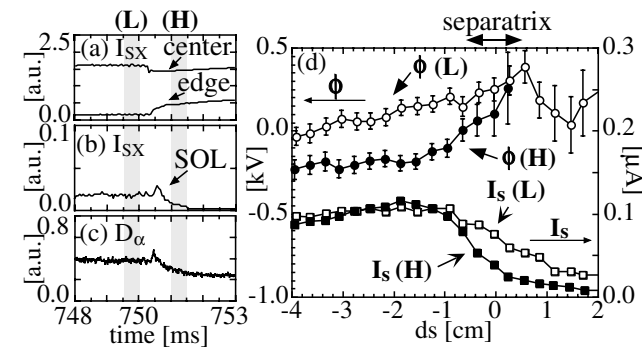 (L) (H)
(a) I_SX center
edge
2.5
0.0
[a.u.]
(b) I_SX
SOL
0.1
0.0
[a.u.]
(c) D_α
0.8
0.0
[a.u.]
748 750 753
time [ms]
separatrix
(d)
ϕ ϕ (L)
ϕ (H)
I_s (L)
I_s
I_s (H)
0.5
0.0
-0.5
-1.0
[kV]
0.3
0.2
0.1
0
[μA]
-4 -3 -2 -1 0 1 2
ds [cm]